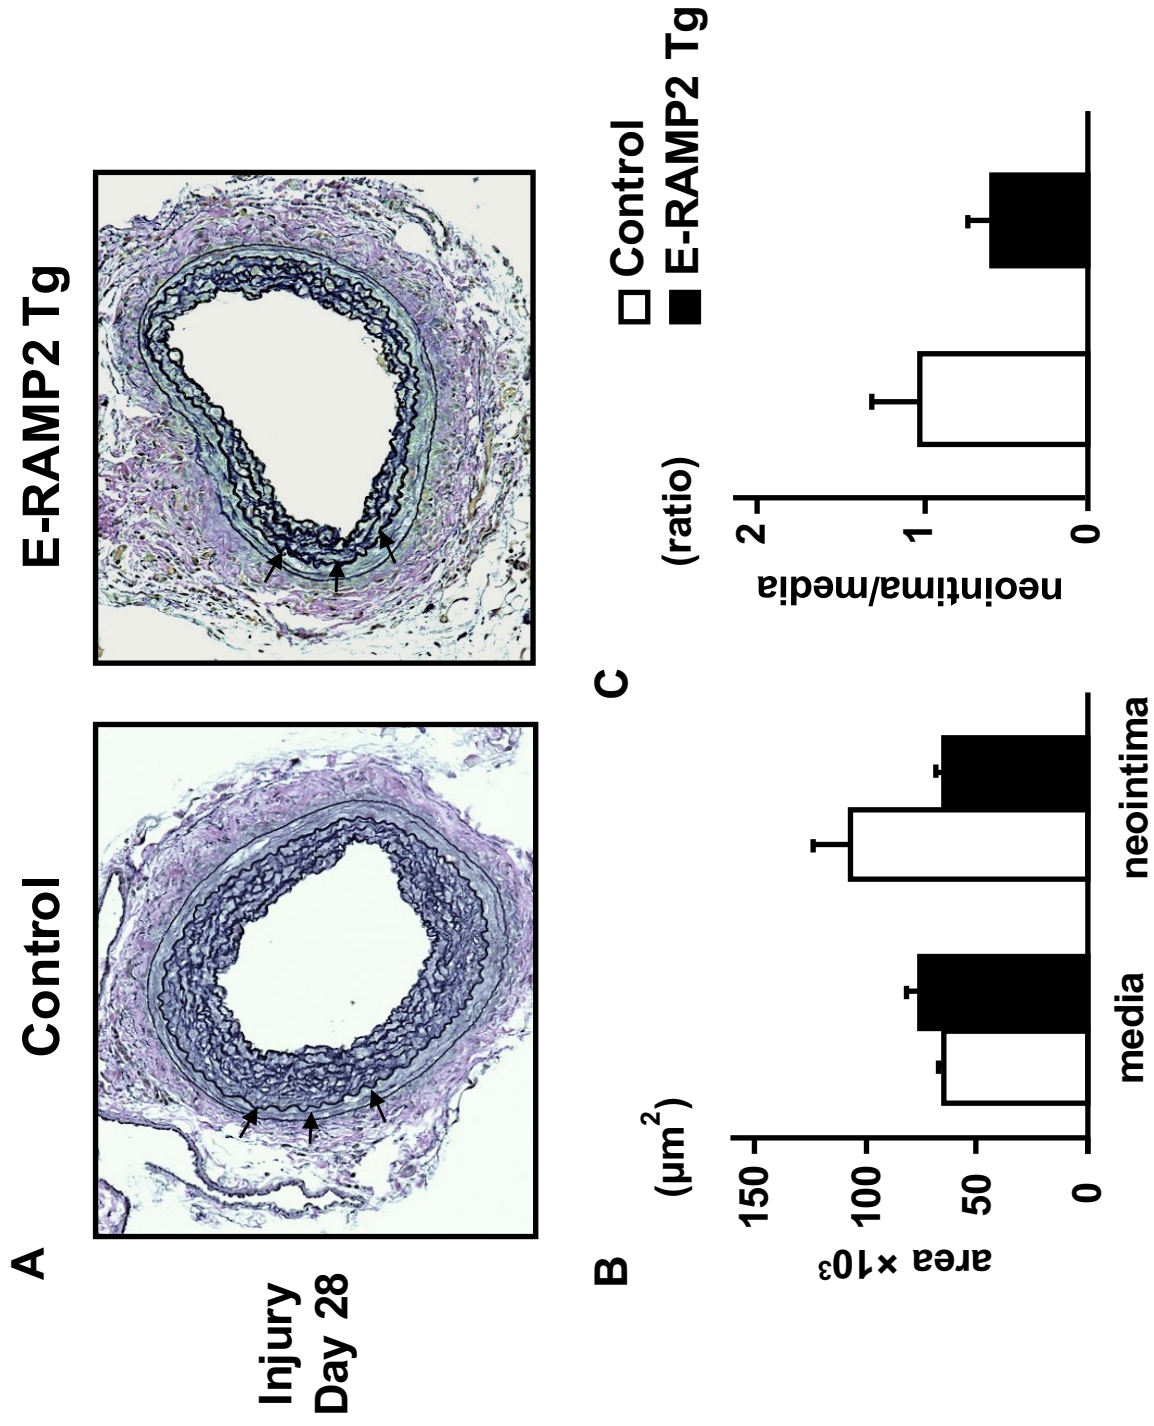 A
Control
E-RAMP2 Tg
Injury
Day 28
B
(μm²)
area ×10³
150
100
50
0
media
neointima
C
Control
E-RAMP2 Tg
(ratio)
neointima/media
2
1
0